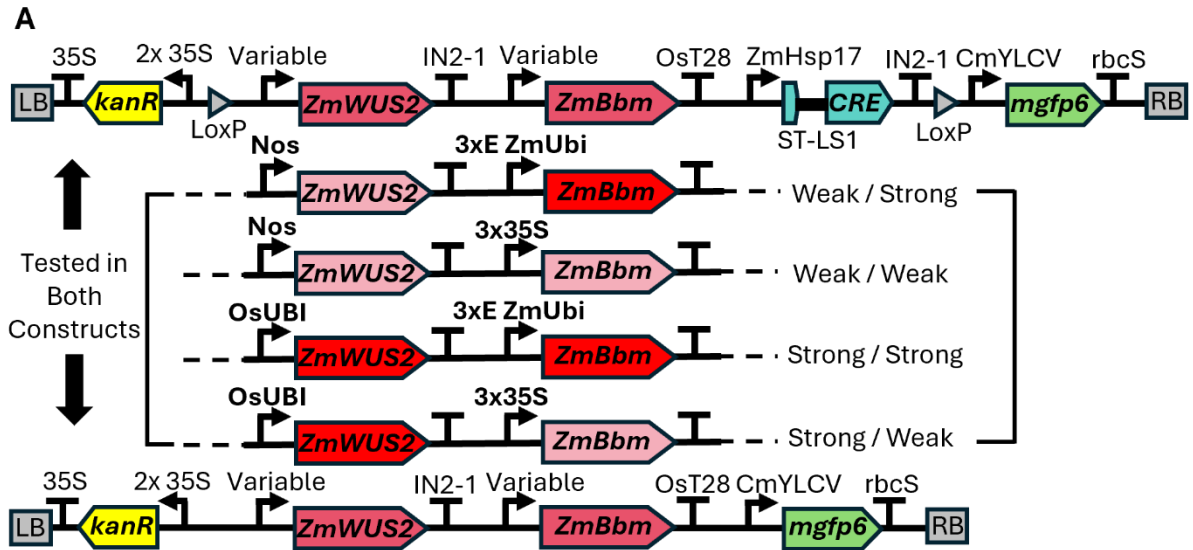 A
35S 2x 35S Variable IN2-1 Variable OsT28 ZmHsp17 IN2-1 CmYLCV rbcS
LB kanR ZmWUS2 ZmBbm CRE mgfp6 RB
LoxP ST-LS1 LoxP
Nos 3xE ZmUbi
ZmWUS2 ZmBbm Weak / Strong
Nos 3x35S
ZmWUS2 ZmBbm Weak / Weak
Tested in
Both
Constructs
OsUBI 3xE ZmUbi
ZmWUS2 ZmBbm Strong / Strong
OsUBI 3x35S
ZmWUS2 ZmBbm Strong / Weak
35S 2x 35S Variable IN2-1 Variable OsT28 CmYLCV rbcS
LB kanR ZmWUS2 ZmBbm mgfp6 RB